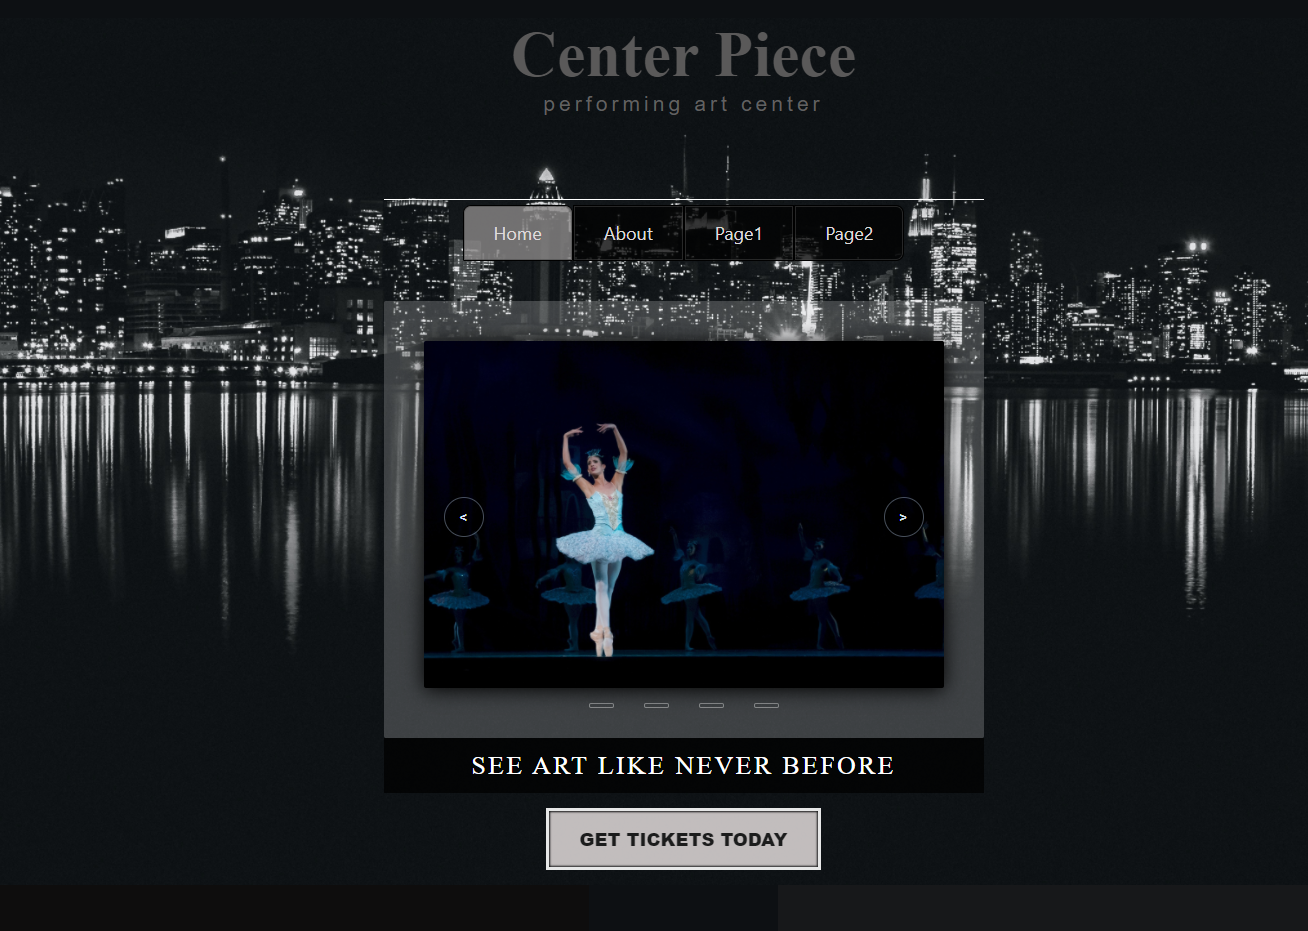 Center Piece
performing art center
Home About Page1 Page2
< >
SEE ART LIKE NEVER BEFORE
GET TICKETS TODAY